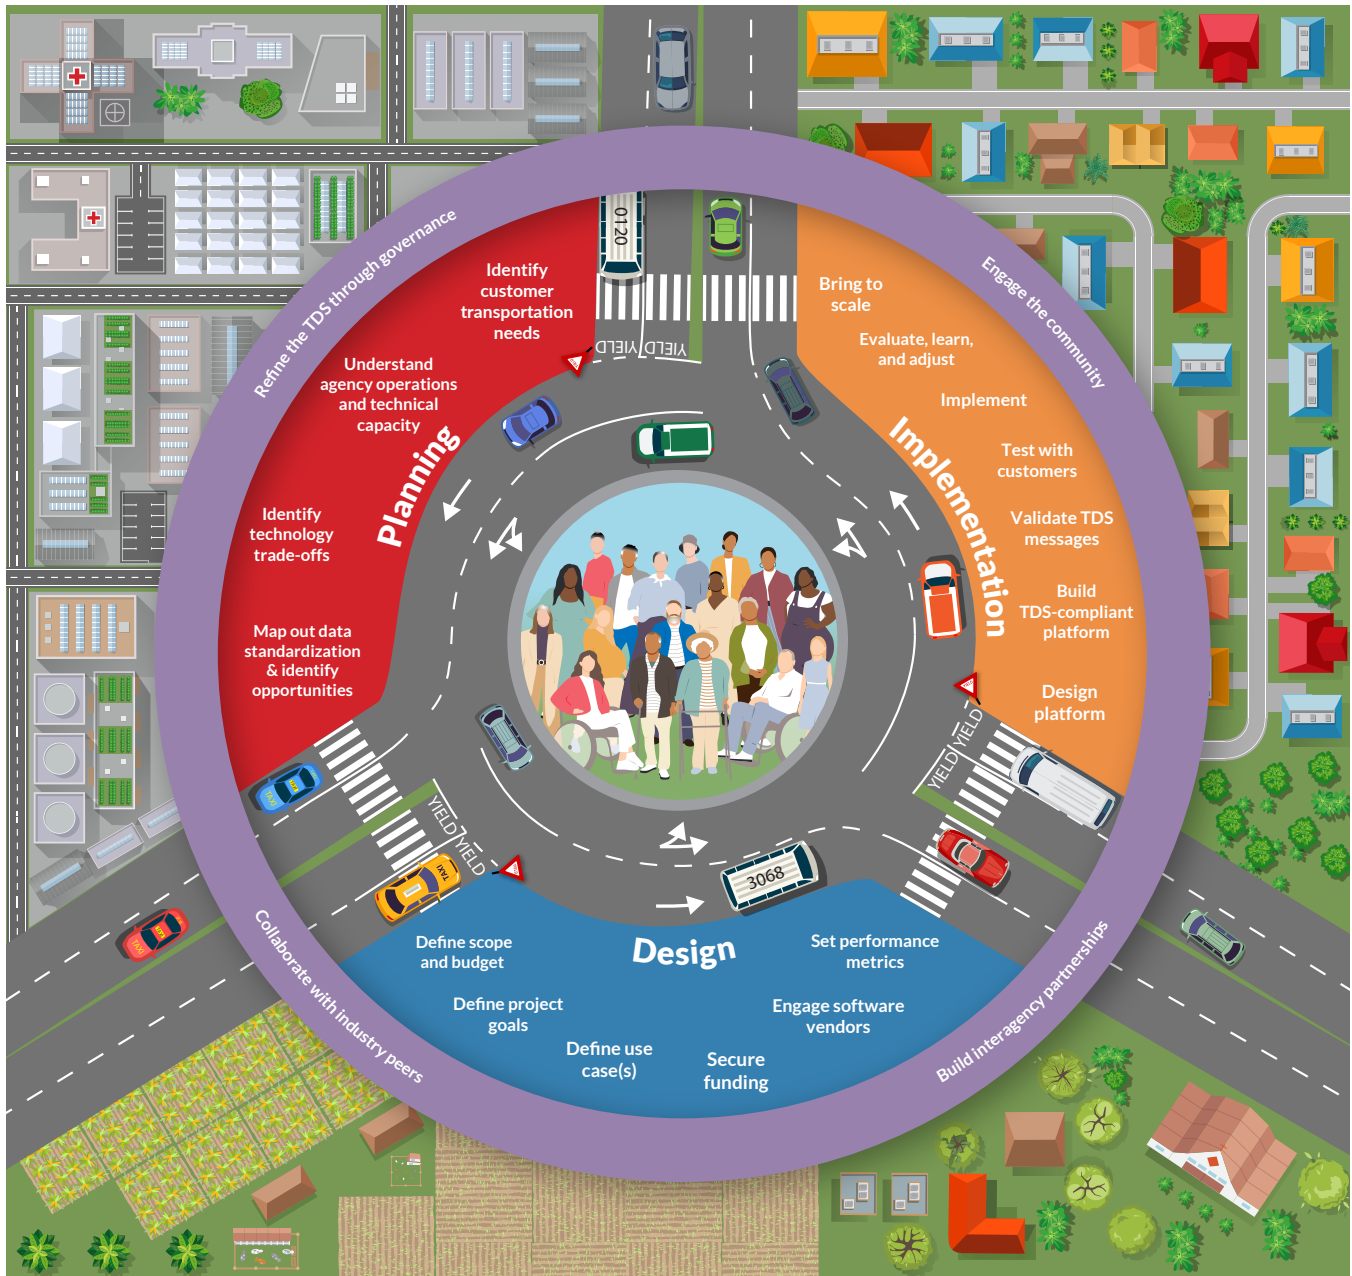 Refine the TDS through governance
Engage the community
Build interagency partnerships
Collaborate with industry peers
Planning
Identify
customer
transportation
needs
Understand
agency operations
and technical
capacity
Identify
technology
trade-offs
Map out data
standardization
& identify
opportunities
Design
Define scope
and budget
Define project
goals
Define use
case(s)
Secure
funding
Engage software
vendors
Set performance
metrics
Implementation
Design
platform
Build
TDS-compliant
platform
Validate TDS
messages
Test with
customers
Implement
Evaluate, learn,
and adjust
Bring to
scale
0120
3068
YIELD
YIELD
YIELD
YIELD
YIELD
YIELD
TAXI
TAXI
TAXI